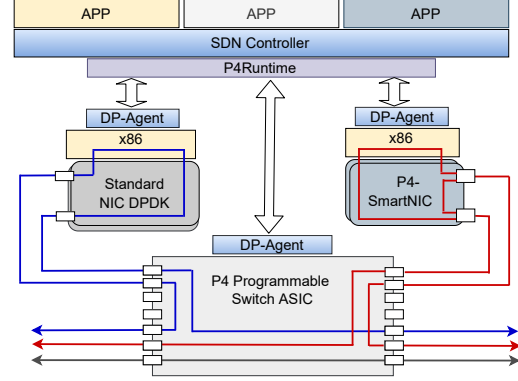 APP
APP
APP
SDN Controller
P4Runtime
DP-Agent
DP-Agent
x86
x86
Standard
NIC DPDK
P4-
SmartNIC
DP-Agent
P4 Programmable
Switch ASIC